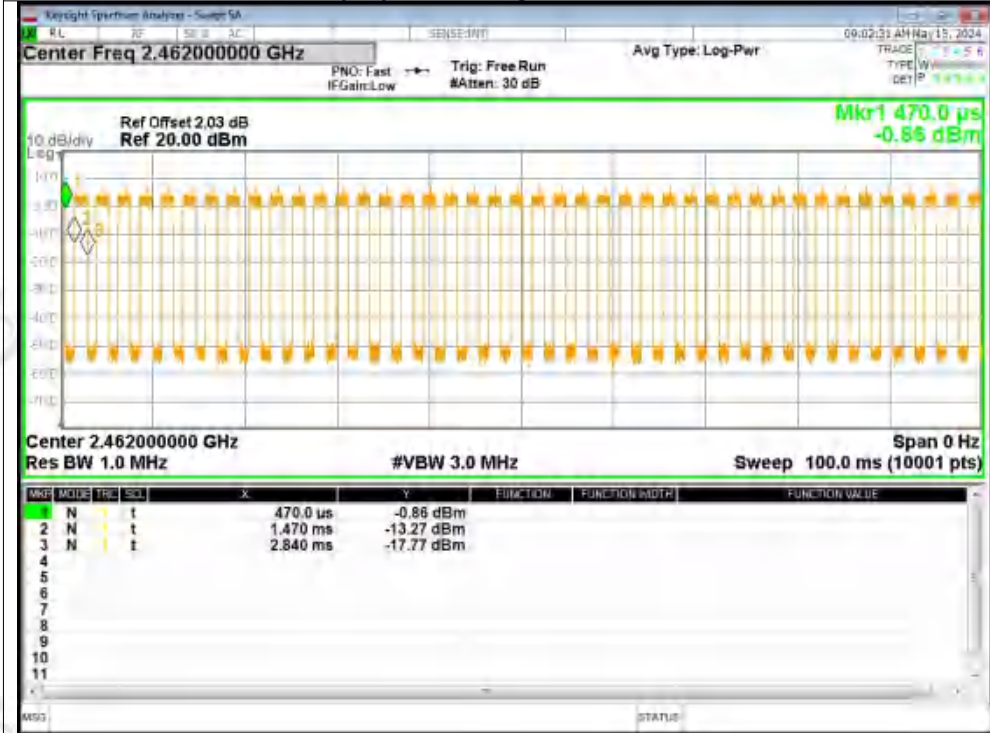 Keysight Spectrum Analyzer - Swept SA
RL RF 50 Ω AC SENSE:INT 09:02:31 AM May 15, 2024
Center Freq 2.462000000 GHz Avg Type: Log-Pwr TRACE
PNO: Fast Trig: Free Run TYPE W
IFGain:Low #Atten: 30 dB DET P
Mkr1 470.0 µs
Ref Offset 2.03 dB
10 dB/div Ref 20.00 dBm -0.86 dBm
Log
Center 2.462000000 GHz Span 0 Hz
Res BW 1.0 MHz #VBW 3.0 MHz Sweep 100.0 ms (10001 pts)
MKR MODE TRC SCL X Y FUNCTION FUNCTION WIDTH FUNCTION VALUE
1 N 1 t 470.0 µs -0.86 dBm
2 N 1 t 1.470 ms -13.27 dBm
3 N 1 t 2.840 ms -17.77 dBm
4
5
6
7
8
9
10
11
MSG STATUS